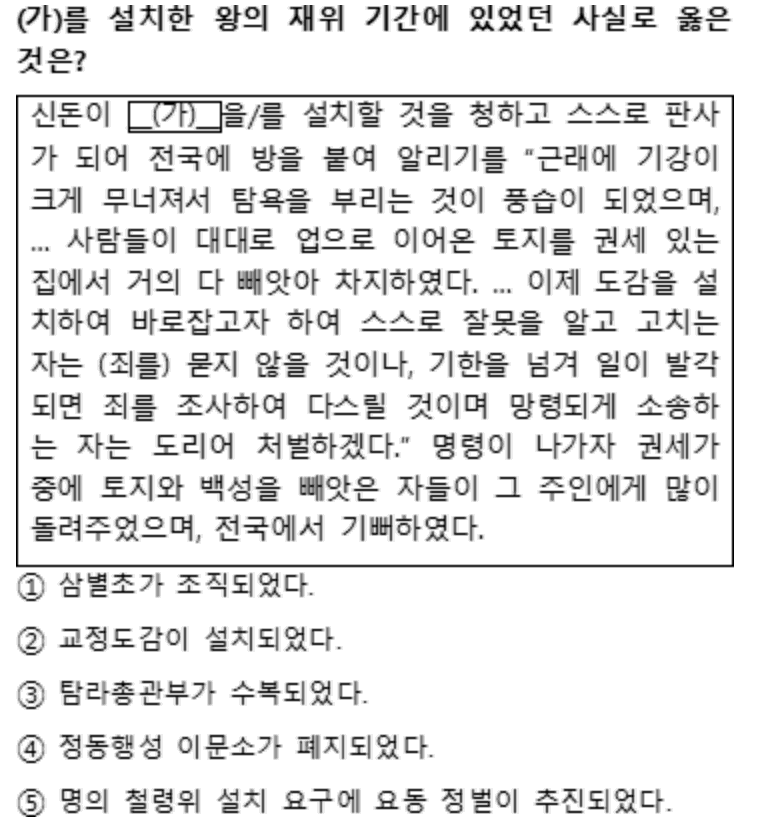 (가)를 설치한 왕의 재위 기간에 있었던 사실로 옳은
것은?
신돈이 _(가)_을/를 설치할 것을 청하고 스스로 판사
가 되어 전국에 방을 붙여 알리기를 “근래에 기강이
크게 무너져서 탐욕을 부리는 것이 풍습이 되었으며,
... 사람들이 대대로 업으로 이어온 토지를 권세 있는
집에서 거의 다 빼앗아 차지하였다. ... 이제 도감을 설
치하여 바로잡고자 하여 스스로 잘못을 알고 고치는
자는 (죄를) 묻지 않을 것이나, 기한을 넘겨 일이 발각
되면 죄를 조사하여 다스릴 것이며 망령되게 소송하
는 자는 도리어 처벌하겠다.” 명령이 나가자 권세가
중에 토지와 백성을 빼앗은 자들이 그 주인에게 많이
돌려주었으며, 전국에서 기뻐하였다.
① 삼별초가 조직되었다.
② 교정도감이 설치되었다.
③ 탐라총관부가 수복되었다.
④ 정동행성 이문소가 폐지되었다.
⑤ 명의 철령위 설치 요구에 요동 정벌이 추진되었다.